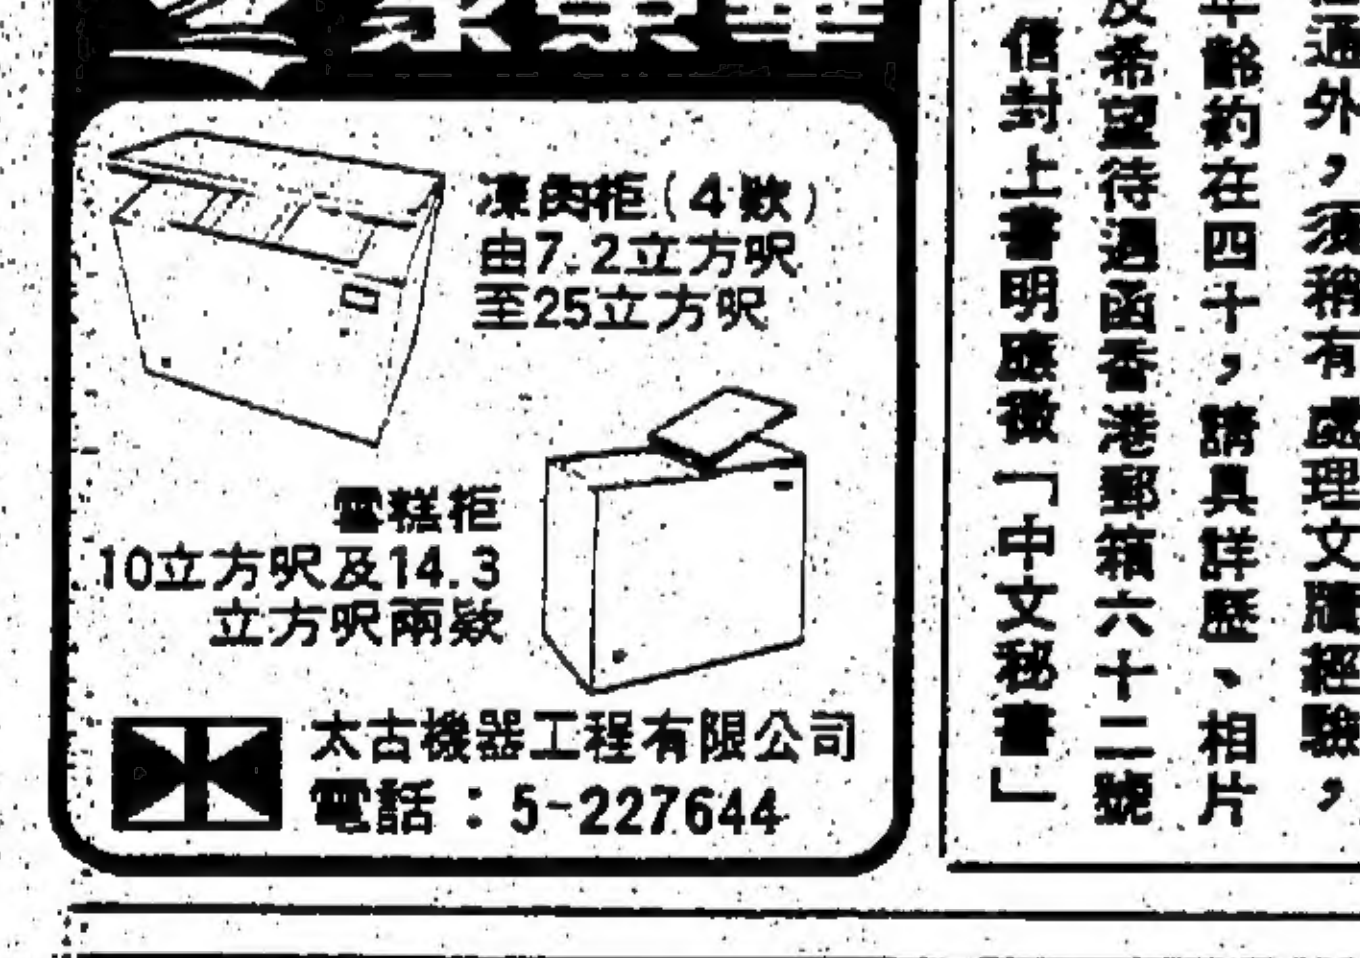 凍肉柜(4欵)
由7.2立方呎
至25立方呎
雪糕柜
10立方呎及14.3
立方呎兩欵
太古機器工程有限公司
電話：5-227644
通外，須稍有處理文牘經驗，
年齡約在四十，請具詳歷、相片
及希望待遇函香港郵箱六十二號
信封上書明應徵「中文秘書」